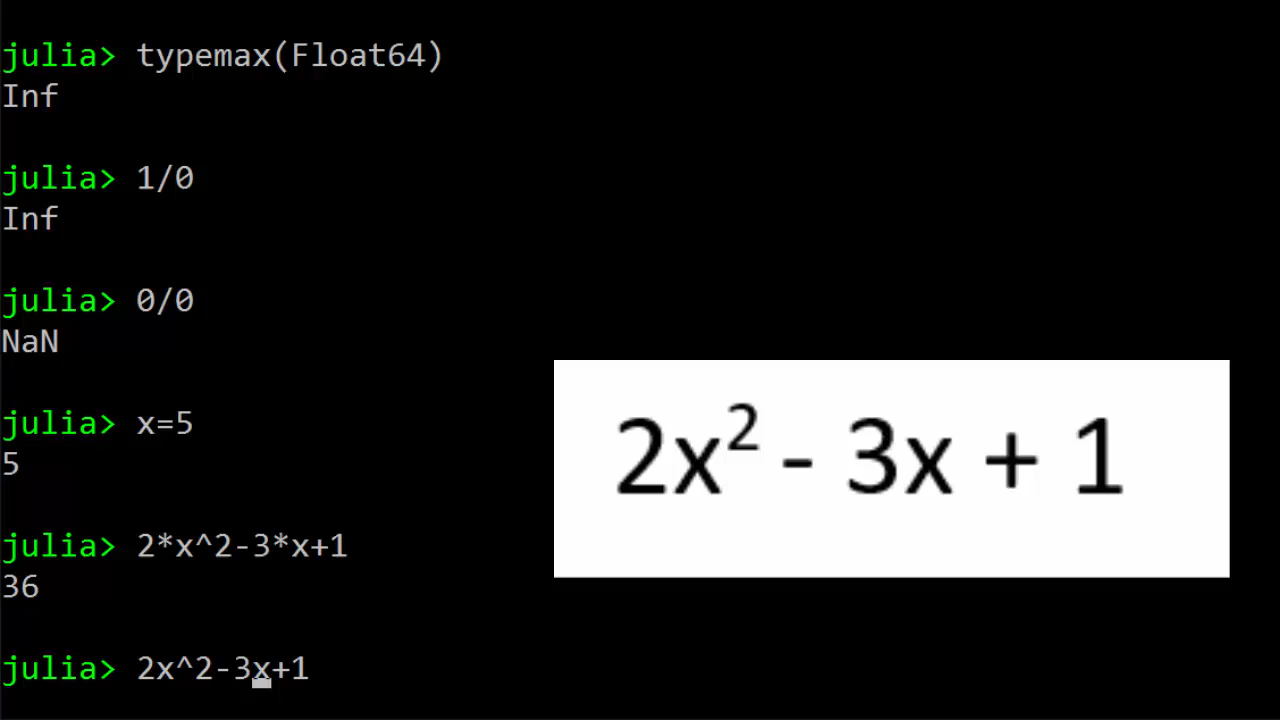 julia> typemax(Float64)
Inf
julia> 1/0
Inf
julia> 0/0
NaN
julia> x=5
5
2x² - 3x + 1
julia> 2*x^2-3*x+1
36
julia> 2x^2-3x+1